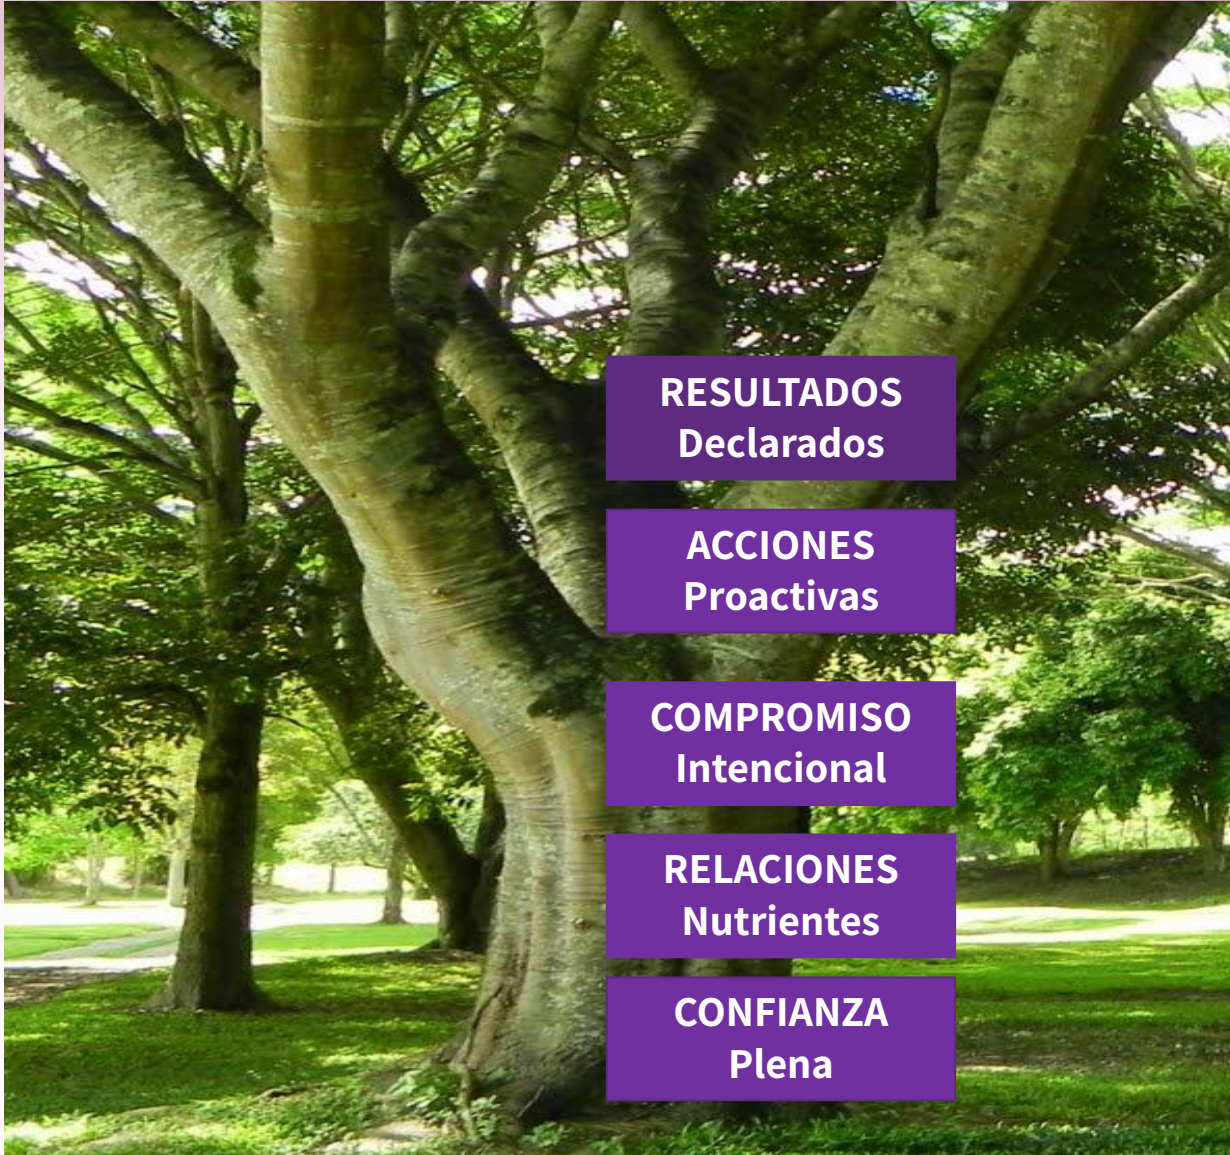 RESULTADOS
Declarados
ACCIONES
Proactivas
COMPROMISO
Intencional
RELACIONES
Nutrientes
CONFIANZA
Plena